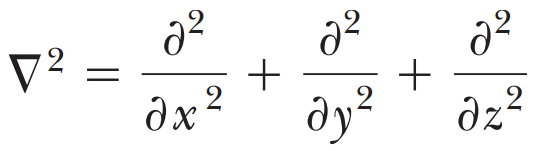 ∇² = ∂²/∂x² + ∂²/∂y² + ∂²/∂z²